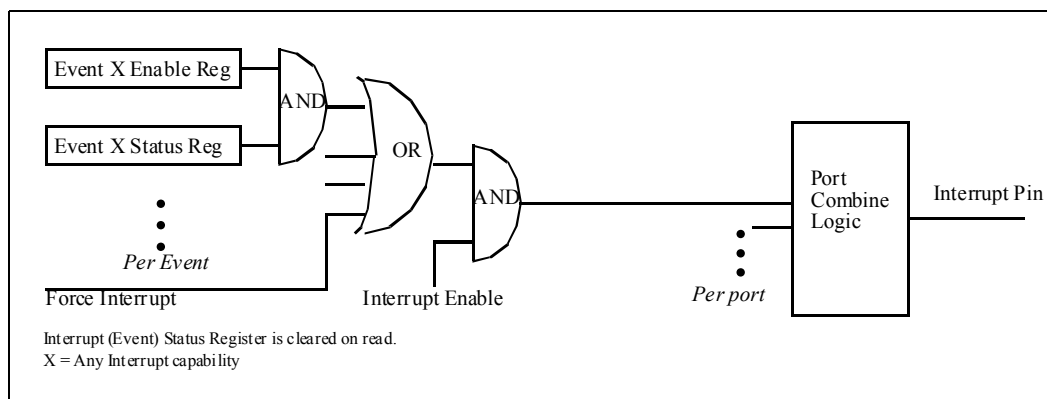 Event X Enable Reg
AND
Event X Status Reg
OR
AND
Port
Combine
Logic
Interrupt Pin
Per Event
Force Interrupt
Interrupt Enable
Per port
Interrupt (Event) Status Register is cleared on read.
X = Any Interrupt capability